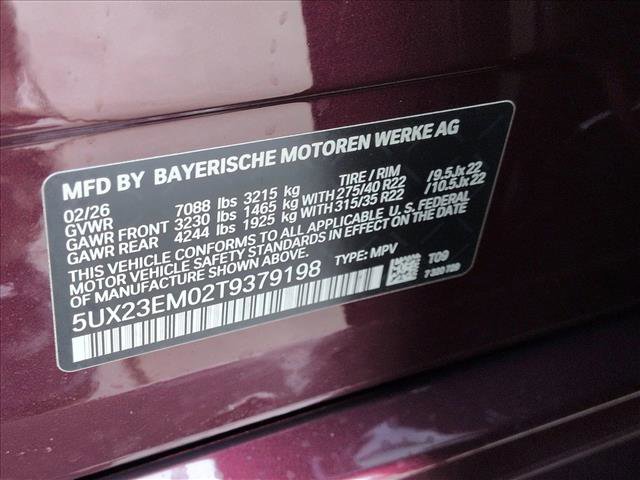 MFD BY BAYERISCHE MOTOREN WERKE AG
02/26 7088 lbs 3215 kg TIRE / RIM
GVWR 3230 lbs 1465 kg WITH 275/40 R22 /9.5Jx22
GAWR FRONT 4244 lbs 1925 kg WITH 315/35 R22 /10.5Jx22
GAWR REAR
THIS VEHICLE CONFORMS TO ALL APPLICABLE U.S. FEDERAL
MOTOR VEHICLE SAFETY STANDARDS IN EFFECT ON THE DATE
OF MANUFACTURE SHOWN ABOVE.
5UX23EM02T9379198 TYPE: MPV T09